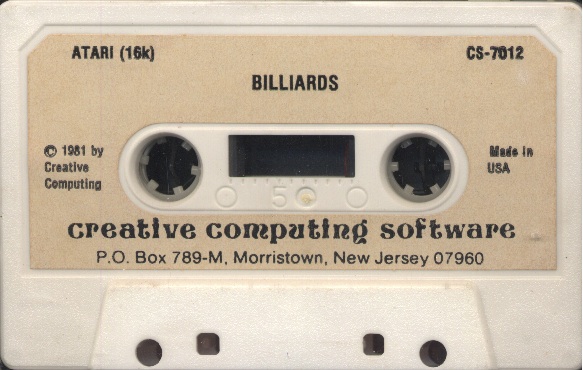 ATARI (16k) CS-7012
BILLIARDS
© 1981 by
Creative
Computing
Made in
USA
50
creative computing software
P.O. Box 789-M, Morristown, New Jersey 07960